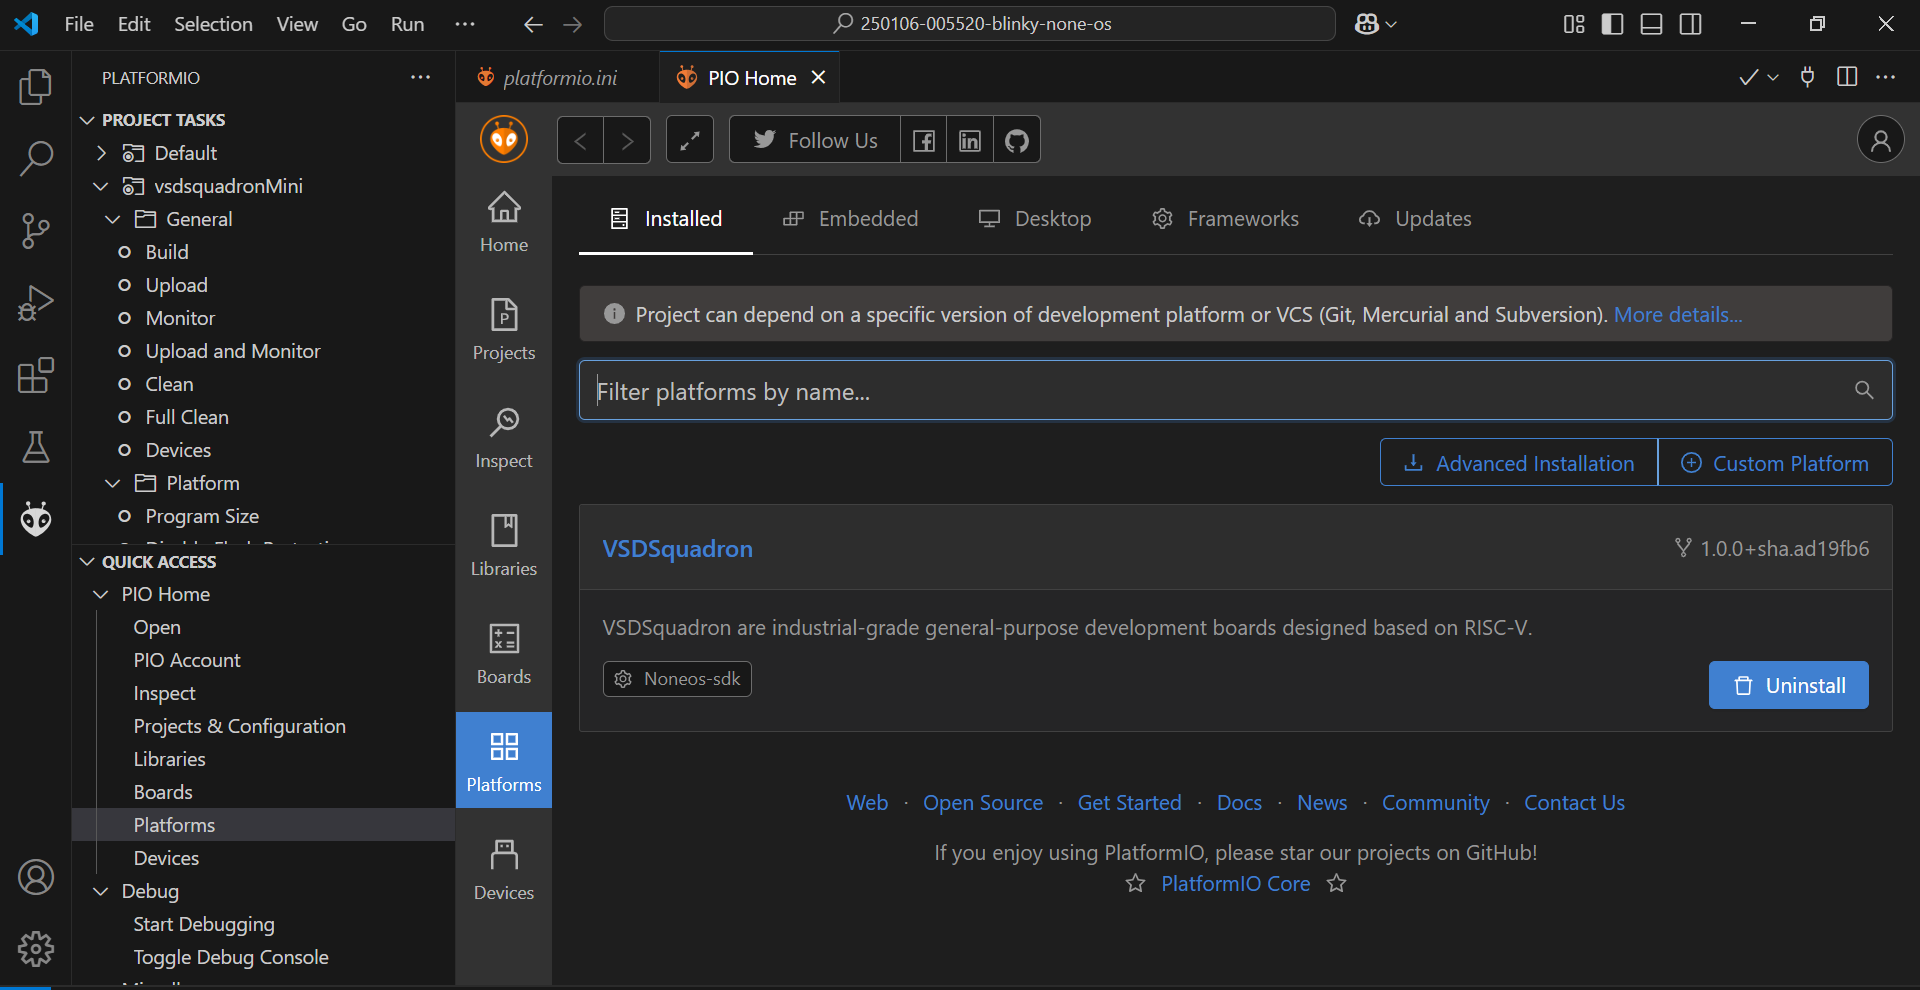 File Edit Selection View Go Run ···
250106-005520-blinky-none-os
PLATFORMIO ···
platformio.ini
PIO Home
PROJECT TASKS
Default
vsdsquadronMini
General
Build
Upload
Monitor
Upload and Monitor
Clean
Full Clean
Devices
Platform
Program Size
QUICK ACCESS
PIO Home
Open
PIO Account
Inspect
Projects & Configuration
Libraries
Boards
Platforms
Devices
Debug
Start Debugging
Toggle Debug Console
Follow Us
Home
Projects
P
Inspect
Libraries
Boards
Platforms
Devices
Installed Embedded Desktop Frameworks Updates
Project can depend on a specific version of development platform or VCS (Git, Mercurial and Subversion). More details...
Filter platforms by name...
Advanced Installation
Custom Platform
VSDSquadron
1.0.0+sha.ad19fb6
VSDSquadron are industrial-grade general-purpose development boards designed based on RISC-V.
Noneos-sdk
Uninstall
Web · Open Source · Get Started · Docs · News · Community · Contact Us
If you enjoy using PlatformIO, please star our projects on GitHub!
PlatformIO Core